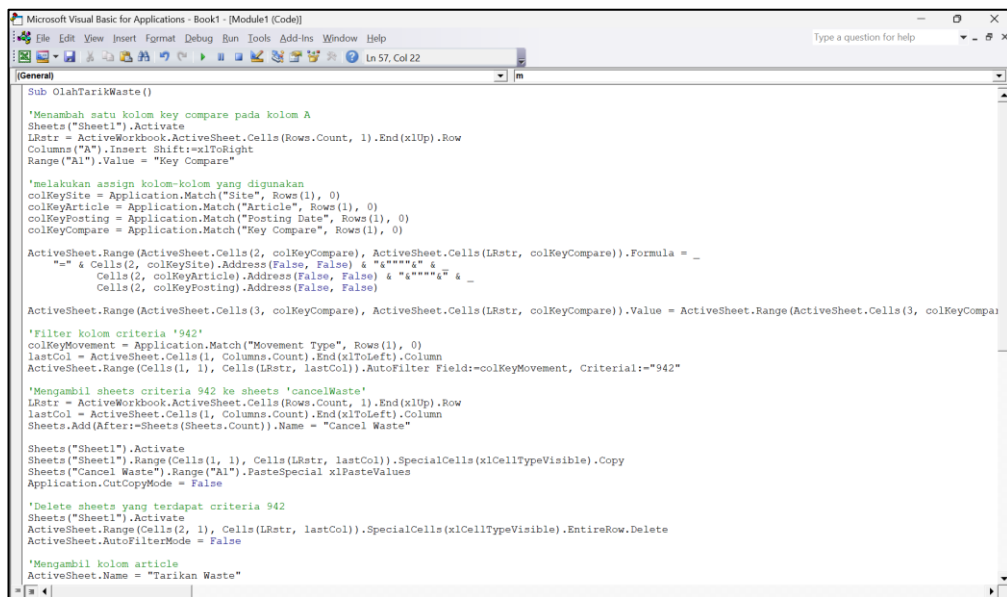 Microsoft Visual Basic for Applications - Book1 - [Module1 (Code)]
File Edit View Insert Format Debug Run Tools Add-Ins Window Help
Type a question for help
Ln 57, Col 22
(General)
m
Sub OlahTarikWaste()
'Menambah satu kolom key compare pada kolom A
Sheets("Sheet1").Activate
LRstr = ActiveWorkbook.ActiveSheet.Cells(Rows.Count, 1).End(xlUp).Row
Columns("A").Insert Shift:=xlToRight
Range("A1").Value = "Key Compare"
'melakukan assign kolom-kolom yang digunakan
colKeySite = Application.Match("Site", Rows(1), 0)
colKeyArticle = Application.Match("Article", Rows(1), 0)
colKeyPosting = Application.Match("Posting Date", Rows(1), 0)
colKeyCompare = Application.Match("Key Compare", Rows(1), 0)
ActiveSheet.Range(ActiveSheet.Cells(2, colKeyCompare), ActiveSheet.Cells(LRstr, colKeyCompare)).Formula = _
"=" & Cells(2, colKeySite).Address(False, False) & "&""""&" & _
Cells(2, colKeyArticle).Address(False, False) & "&""""&" & _
Cells(2, colKeyPosting).Address(False, False)
ActiveSheet.Range(ActiveSheet.Cells(3, colKeyCompare), ActiveSheet.Cells(LRstr, colKeyCompare)).Value = ActiveSheet.Range(ActiveSheet.Cells(3, colKeyCompar
'Filter kolom criteria '942'
colKeyMovement = Application.Match("Movement Type", Rows(1), 0)
lastCol = ActiveSheet.Cells(1, Columns.Count).End(xlToLeft).Column
ActiveSheet.Range(Cells(1, 1), Cells(LRstr, lastCol)).AutoFilter Field:=colKeyMovement, Criteria1:="942"
'Mengambil sheets criteria 942 ke sheets 'cancelWaste'
LRstr = ActiveWorkbook.ActiveSheet.Cells(Rows.Count, 1).End(xlUp).Row
lastCol = ActiveSheet.Cells(1, Columns.Count).End(xlToLeft).Column
Sheets.Add(After:=Sheets(Sheets.Count)).Name = "Cancel Waste"
Sheets("Sheet1").Activate
Sheets("Sheet1").Range(Cells(1, 1), Cells(LRstr, lastCol)).SpecialCells(xlCellTypeVisible).Copy
Sheets("Cancel Waste").Range("A1").PasteSpecial xlPasteValues
Application.CutCopyMode = False
'Delete sheets yang terdapat criteria 942
Sheets("Sheet1").Activate
ActiveSheet.Range(Cells(2, 1), Cells(LRstr, lastCol)).SpecialCells(xlCellTypeVisible).EntireRow.Delete
ActiveSheet.AutoFilterMode = False
'Mengambil kolom article
ActiveSheet.Name = "Tarikan Waste"